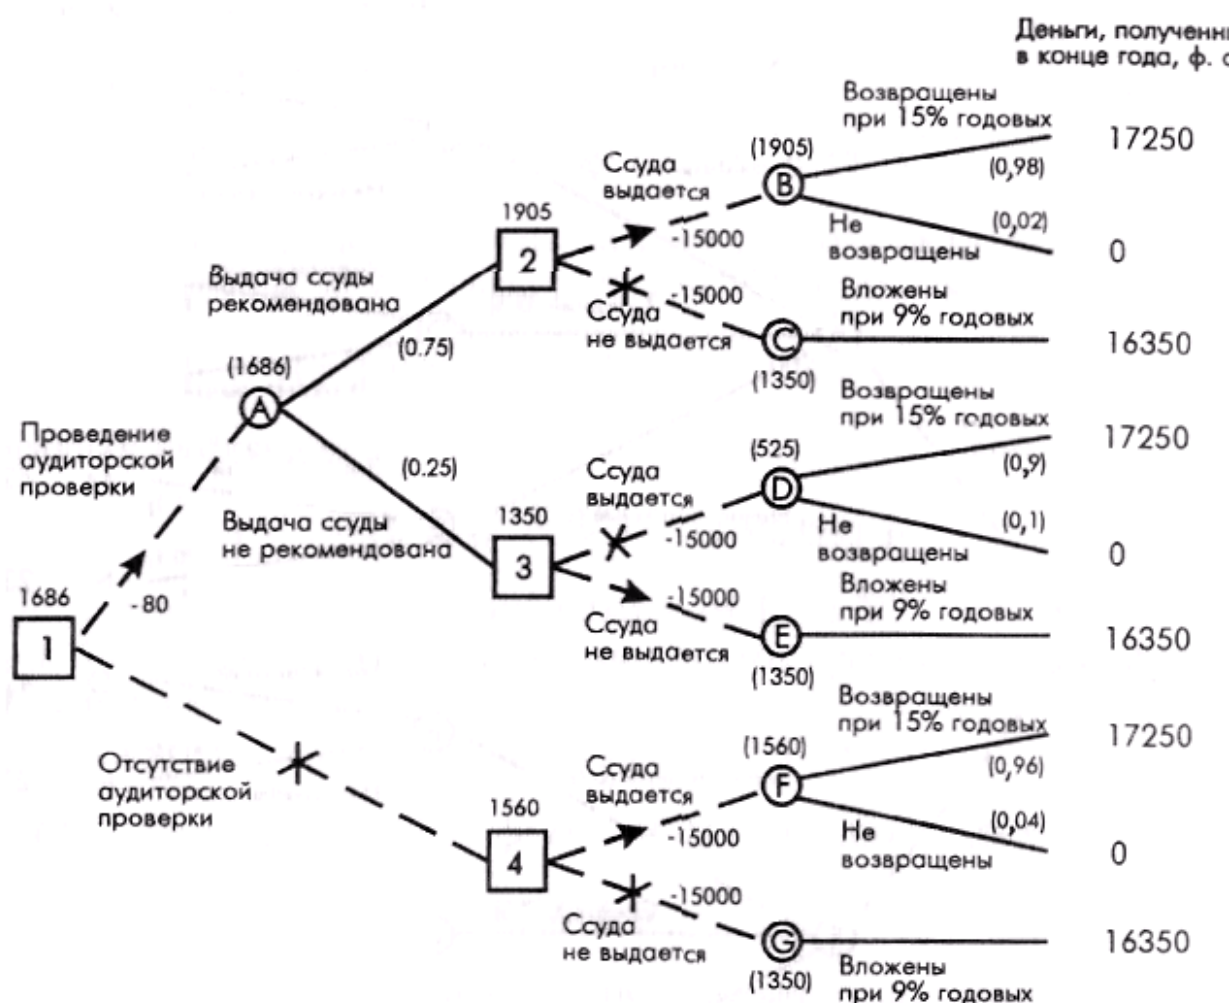 Деньги, полученны
в конце года, ф. с
Возвращены
при 15% годовых
17250
(1905)
B
(0,98)
Ссуда
выдается
-15000
Не
возвращены
(0,02)
0
1905
2
Выдача ссуды
рекомендована
-15000
Ссуда
не выдается
Вложены
при 9% годовых
C
16350
(1350)
(0.75)
(1686)
A
Возвращены
при 15% годовых
17250
Проведение
аудиторской
проверки
(0.25)
Ссуда
выдается
(525)
D
(0,9)
-15000
Не
возвращены
(0,1)
0
Выдача ссуды
не рекомендована
1350
3
-15000
Ссуда
не выдается
Вложены
при 9% годовых
E
16350
(1350)
1686
1
-80
Возвращены
при 15% годовых
17250
Отсутствие
аудиторской
проверки
Ссуда
выдается
(1560)
F
(0,96)
-15000
Не
возвращены
(0,04)
0
1560
4
-15000
Ссуда
не выдается
G
16350
(1350)
Вложены
при 9% годовых